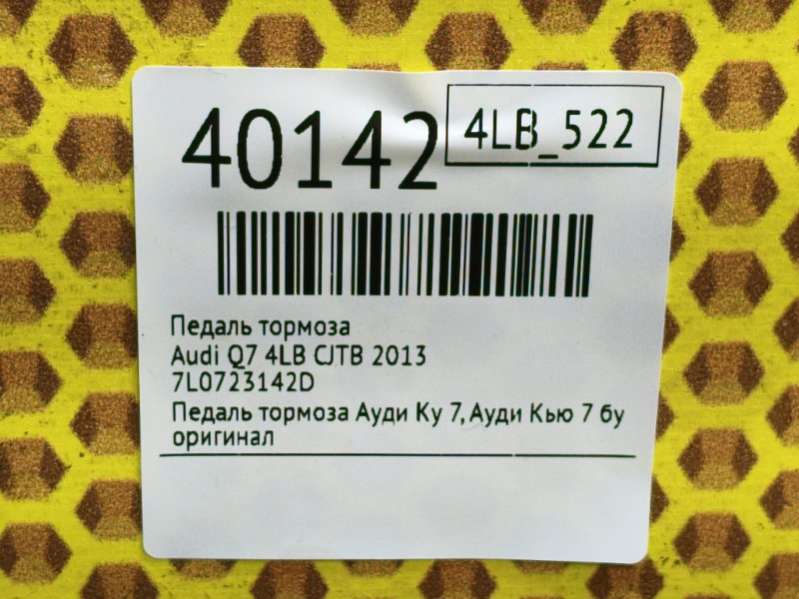 40142
4LB_522
Педаль тормоза
Audi Q7 4LB CJTB 2013
7L0723142D
Педаль тормоза Ауди Ку 7, Ауди Кью 7 бу
оригинал